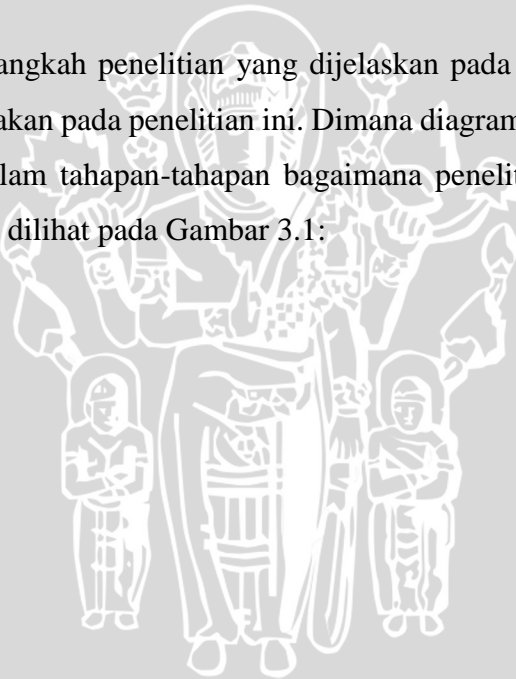 angkah penelitian yang dijelaskan pada
akan pada penelitian ini. Dimana diagram
lam tahapan-tahapan bagaimana penelit
dilihat pada Gambar 3.1: